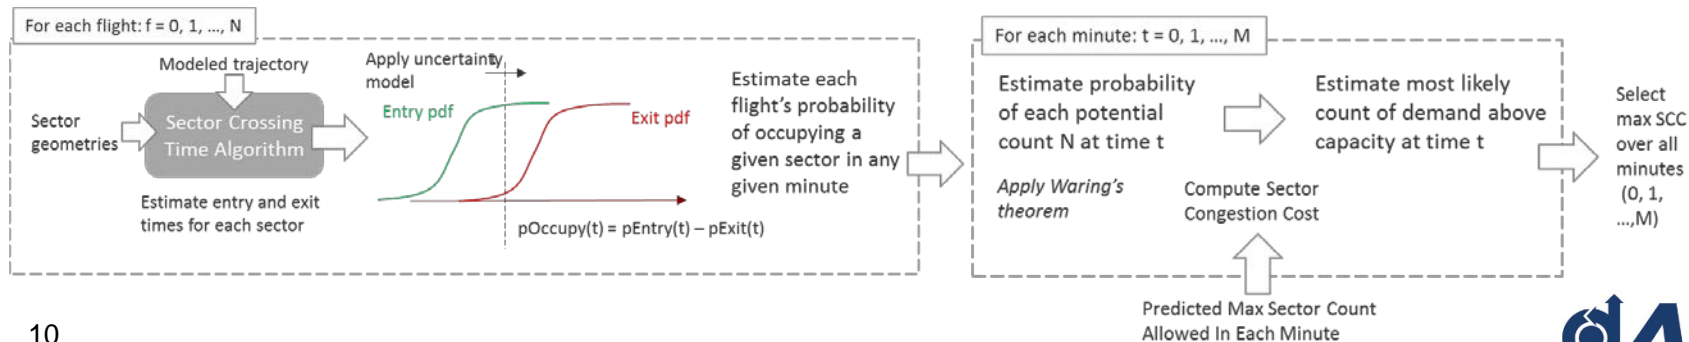 For each flight: f = 0, 1, ..., N
Modeled trajectory
Sector
geometries
Sector Crossing
Time Algorithm
Estimate entry and exit
times for each sector
Apply uncertainty
model
t
Entry pdf
Exit pdf
pOccupy(t) = pEntry(t) – pExit(t)
Estimate each
flight's probability
of occupying a
given sector in any
given minute
For each minute: t = 0, 1, ..., M
Estimate probability
of each potential
count N at time t
Apply Waring's
theorem
Estimate most likely
count of demand above
capacity at time t
Compute Sector
Congestion Cost
Predicted Max Sector Count
Allowed In Each Minute
Select
max SCC
over all
minutes
(0, 1,
...,M)
10